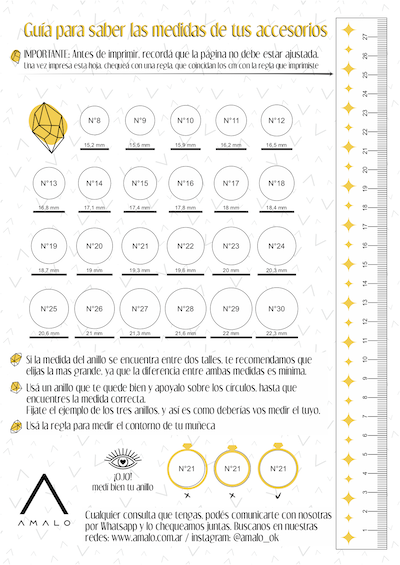 Guía para saber las medidas de tus accesorios
IMPORTANTE: Antes de imprimir, recordá que la página no debe estar ajustada.
Una vez impresa esta hoja, chequeá con una regla, que coincidan los cm con la regla que imprimiste
N°8 N°9 N°10 N°11 N°12
15,2 mm 15,6 mm 15,9 mm 16,2 mm 16,5 mm
N°13 N°14 N°15 N°16 N°17 N°18
16,8 mm 17,1 mm 17,4 mm 17,8 mm 18 mm 18,4 mm
N°19 N°20 N°21 N°22 N°23 N°24
18,7 mm 19 mm 19,3 mm 19,6 mm 20 mm 20,3 mm
N°25 N°26 N°27 N°28 N°29 N°30
20,6 mm 21 mm 21,3 mm 21,6 mm 22 mm 22,3 mm
Si la medida del anillo se encuentra entre dos talles, te recomendamos que
elijas la mas grande, ya que la diferencia entre ambas medidas es mínima.
Usá un anillo que te quede bien y apoyalo sobre los círculos, hasta que
encuentres la medida correcta.
Fijate el ejemplo de los tres anillos, y así es como deberías vos medir el tuyo.
Usá la regla para medir el contorno de tu muñeca
¡OJO!
medí bien tu anillo
N°21 N°21 N°21
AMALO
Cualquier consulta que tengas, podés comunicarte con nosotras
por Whatsapp y lo chequeamos juntas. Buscanos en nuestras
redes: www.amalo.com.ar / instagram: @amalo_ok
27
26
25
24
23
22
21
20
19
18
17
16
15
14
13
12
11
10
9
8
7
6
5
4
3
2
1
cm